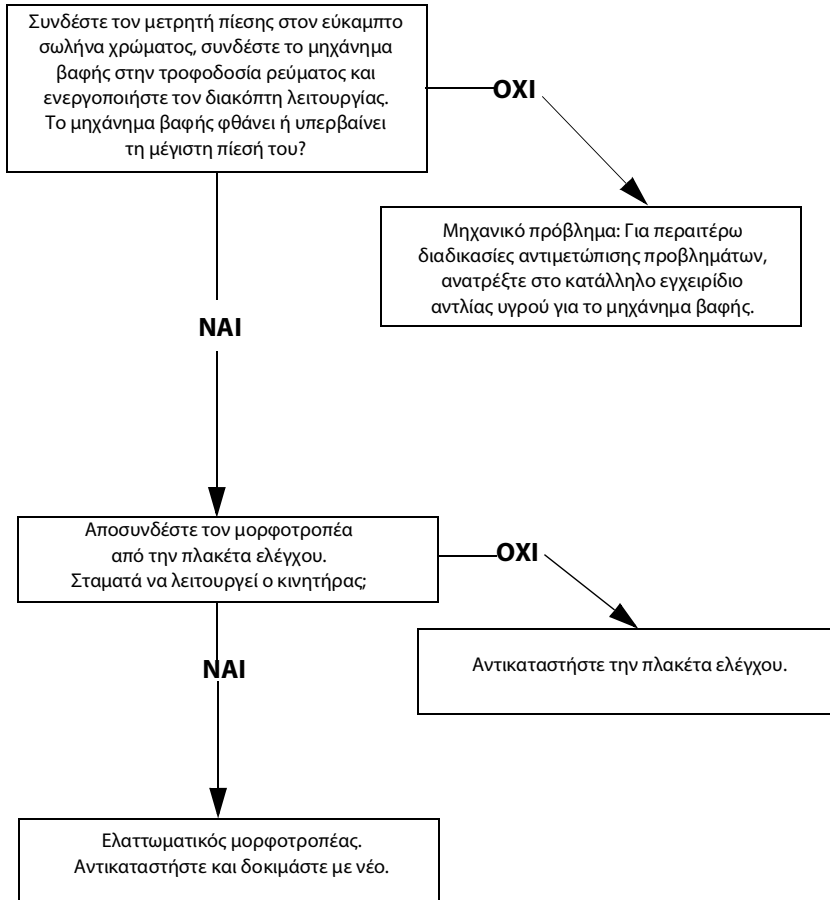 Συνδέστε τον μετρητή πίεσης στον εύκαμπτο
σωλήνα χρώματος, συνδέστε το μηχάνημα
βαφής στην τροφοδοσία ρεύματος και
ενεργοποιήστε τον διακόπτη λειτουργίας.
Το μηχάνημα βαφής φθάνει ή υπερβαίνει
τη μέγιστη πίεσή του?
ΟΧΙ
Μηχανικό πρόβλημα: Για περαιτέρω
διαδικασίες αντιμετώπισης προβλημάτων,
ανατρέξτε στο κατάλληλο εγχειρίδιο
αντλίας υγρού για το μηχάνημα βαφής.
ΝΑΙ
Αποσυνδέστε τον μορφοτροπέα
από την πλακέτα ελέγχου.
Σταματά να λειτουργεί ο κινητήρας;
ΟΧΙ
Αντικαταστήστε την πλακέτα ελέγχου.
ΝΑΙ
Ελαττωματικός μορφοτροπέας.
Αντικαταστήστε και δοκιμάστε με νέο.